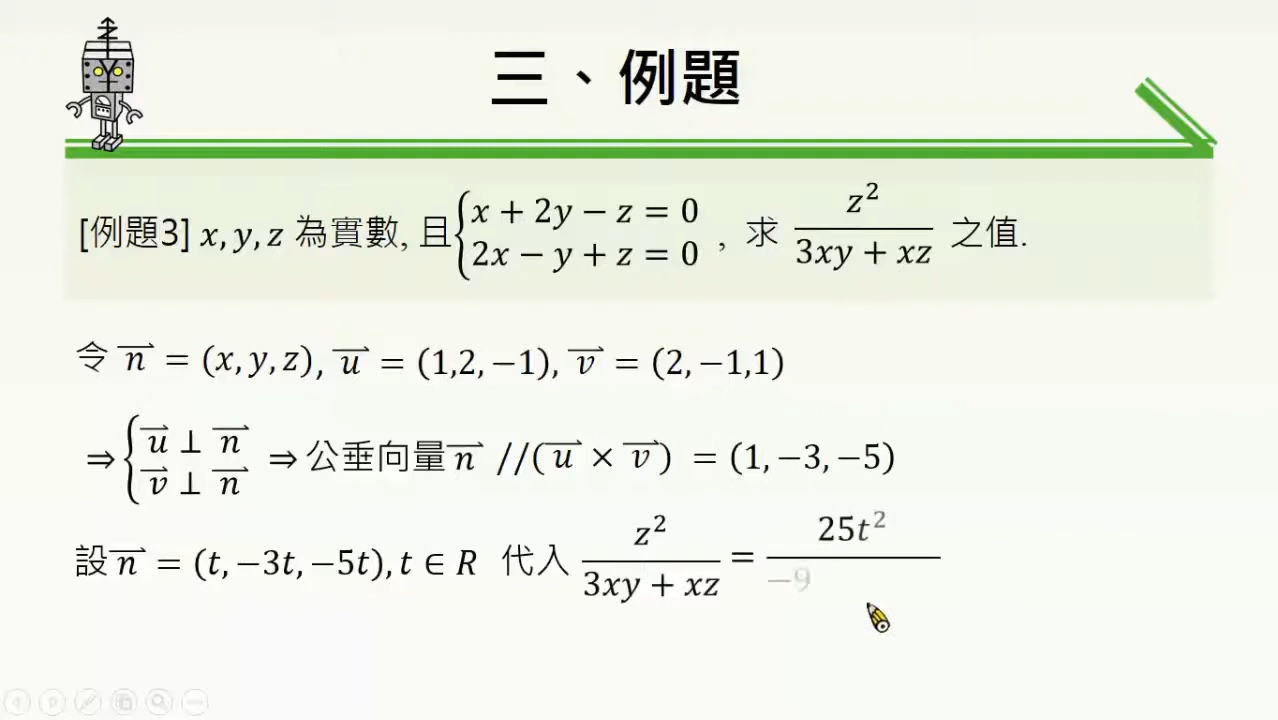 三、例題
[例題3] x, y, z 為實數, 且 { x + 2y − z = 0 , 2x − y + z = 0 , 求 z² / (3xy + xz) 之值.
令 n⃗ = (x, y, z), u⃗ = (1,2, −1), v⃗ = (2, −1,1)
⇒ { u⃗ ⊥ n⃗ , v⃗ ⊥ n⃗ ⇒ 公垂向量 n⃗ //( u⃗ × v⃗ ) = (1, −3, −5)
設 n⃗ = (t, −3t, −5t), t ∈ R 代入 z² / (3xy + xz) = 25t² / −9